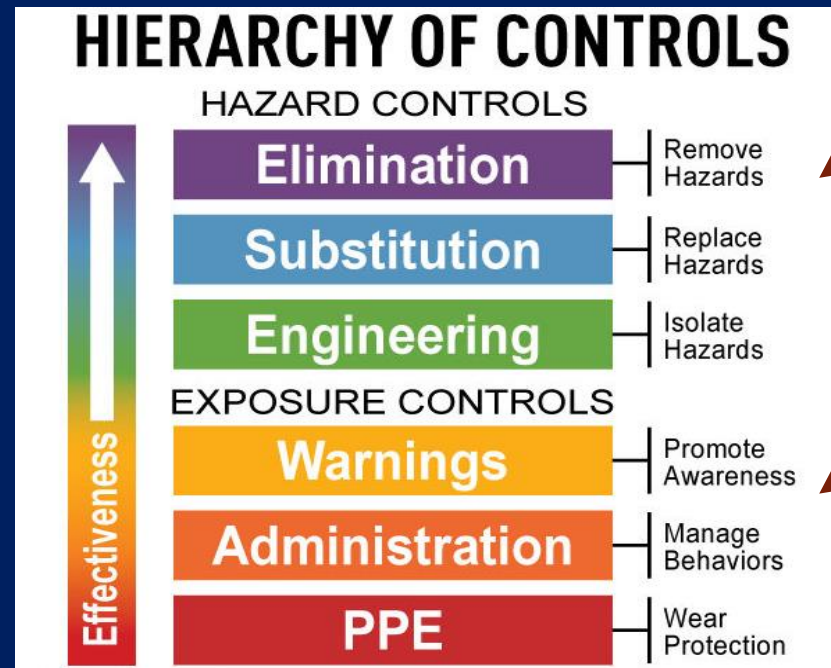 HIERARCHY OF CONTROLS
HAZARD CONTROLS
Elimination
Remove
Hazards
Substitution
Replace
Hazards
Engineering
Isolate
Hazards
EXPOSURE CONTROLS
Warnings
Promote
Awareness
Administration
Manage
Behaviors
PPE
Wear
Protection
Effectiveness